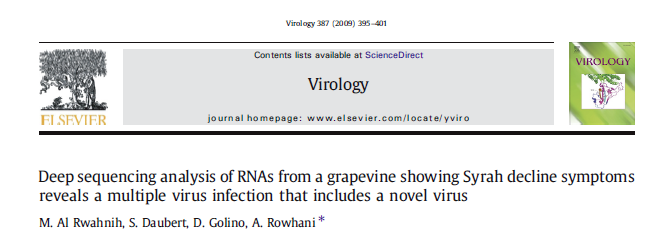 Virology 387 (2009) 395–401
Contents lists available at ScienceDirect
Virology
journal homepage: www.elsevier.com/locate/yviro
ELSEVIER
VIROLOGY
Deep sequencing analysis of RNAs from a grapevine showing Syrah decline symptoms
reveals a multiple virus infection that includes a novel virus
M. Al Rwahnih, S. Daubert, D. Golino, A. Rowhani *